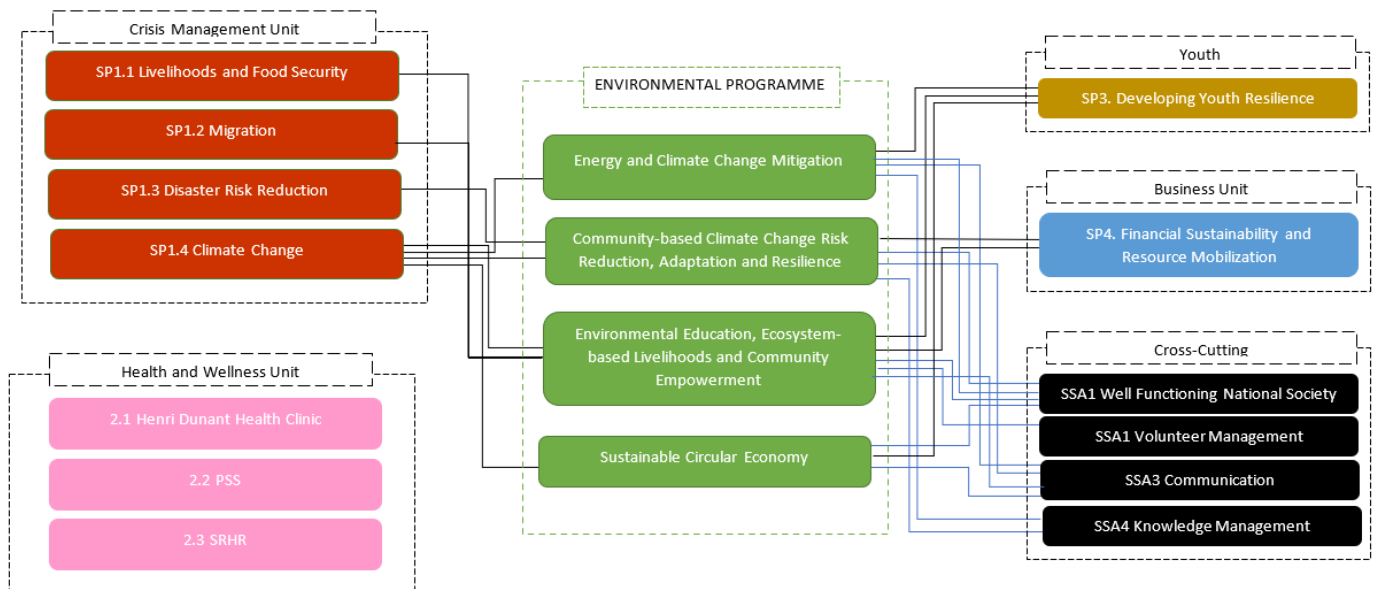 Crisis Management Unit
SP1.1 Livelihoods and Food Security
SP1.2 Migration
SP1.3 Disaster Risk Reduction
SP1.4 Climate Change
Health and Wellness Unit
2.1 Henri Dunant Health Clinic
2.2 PSS
2.3 SRHR
ENVIRONMENTAL PROGRAMME
Energy and Climate Change Mitigation
Community-based Climate Change Risk
Reduction, Adaptation and Resilience
Environmental Education, Ecosystem-
based Livelihoods and Community
Empowerment
Sustainable Circular Economy
Youth
SP3. Developing Youth Resilience
Business Unit
SP4. Financial Sustainability and
Resource Mobilization
Cross-Cutting
SSA1 Well Functioning National Society
SSA1 Volunteer Management
SSA3 Communication
SSA4 Knowledge Management